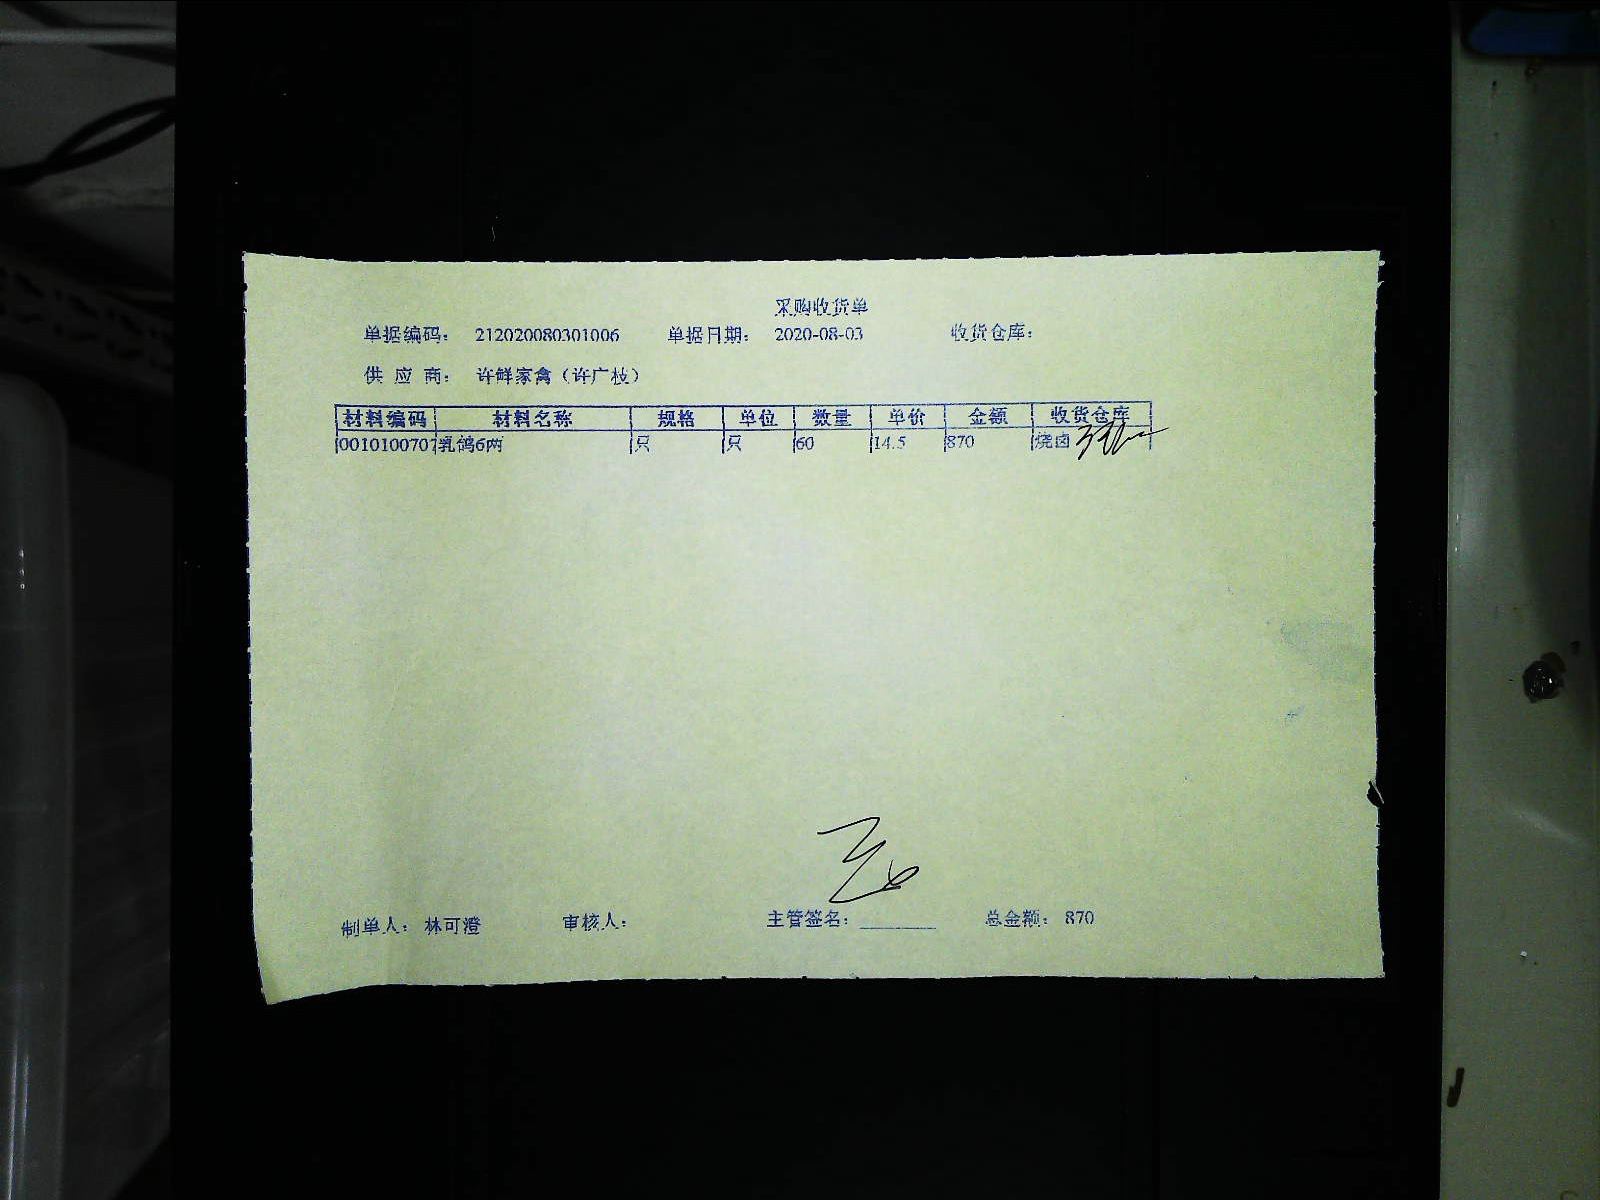 采购收货单
单据编码： 212020080301006 单据日期： 2020-08-03 收货仓库：
供 应 商： 许鲜家禽（许广枝）
材料编码 材料名称 规格 单位 数量 单价 金额 收货仓库
0010100707 乳鸽6两 只 只 60 14.5 870 烧卤
制单人： 林可澄 审核人： 主管签名：________ 总金额： 870